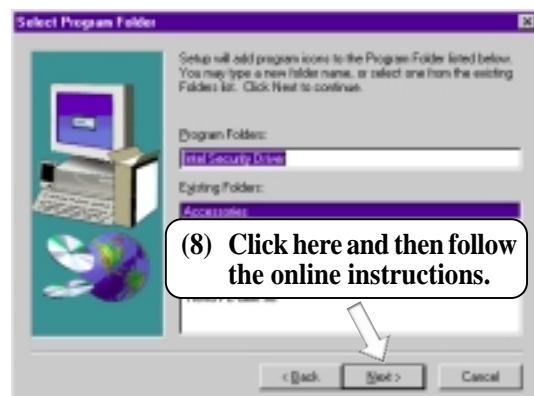 Select Program Folder
Setup will add program icons to the Program Folder listed below.
You may type a new folder name, or select one from the existing
Folders list. Click Next to continue.
Program Folders:
Intel Security Driver
Existing Folders:
Accessories
(8) Click here and then follow
the online instructions.
< Back
Next >
Cancel